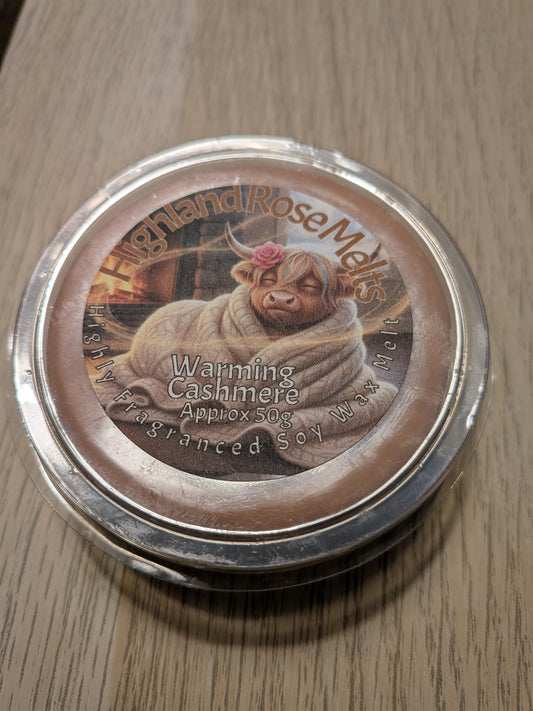 Highland Rose Melts
Warming
Cashmere
Approx 50g
Highly Fragranced Soy Wax Melt